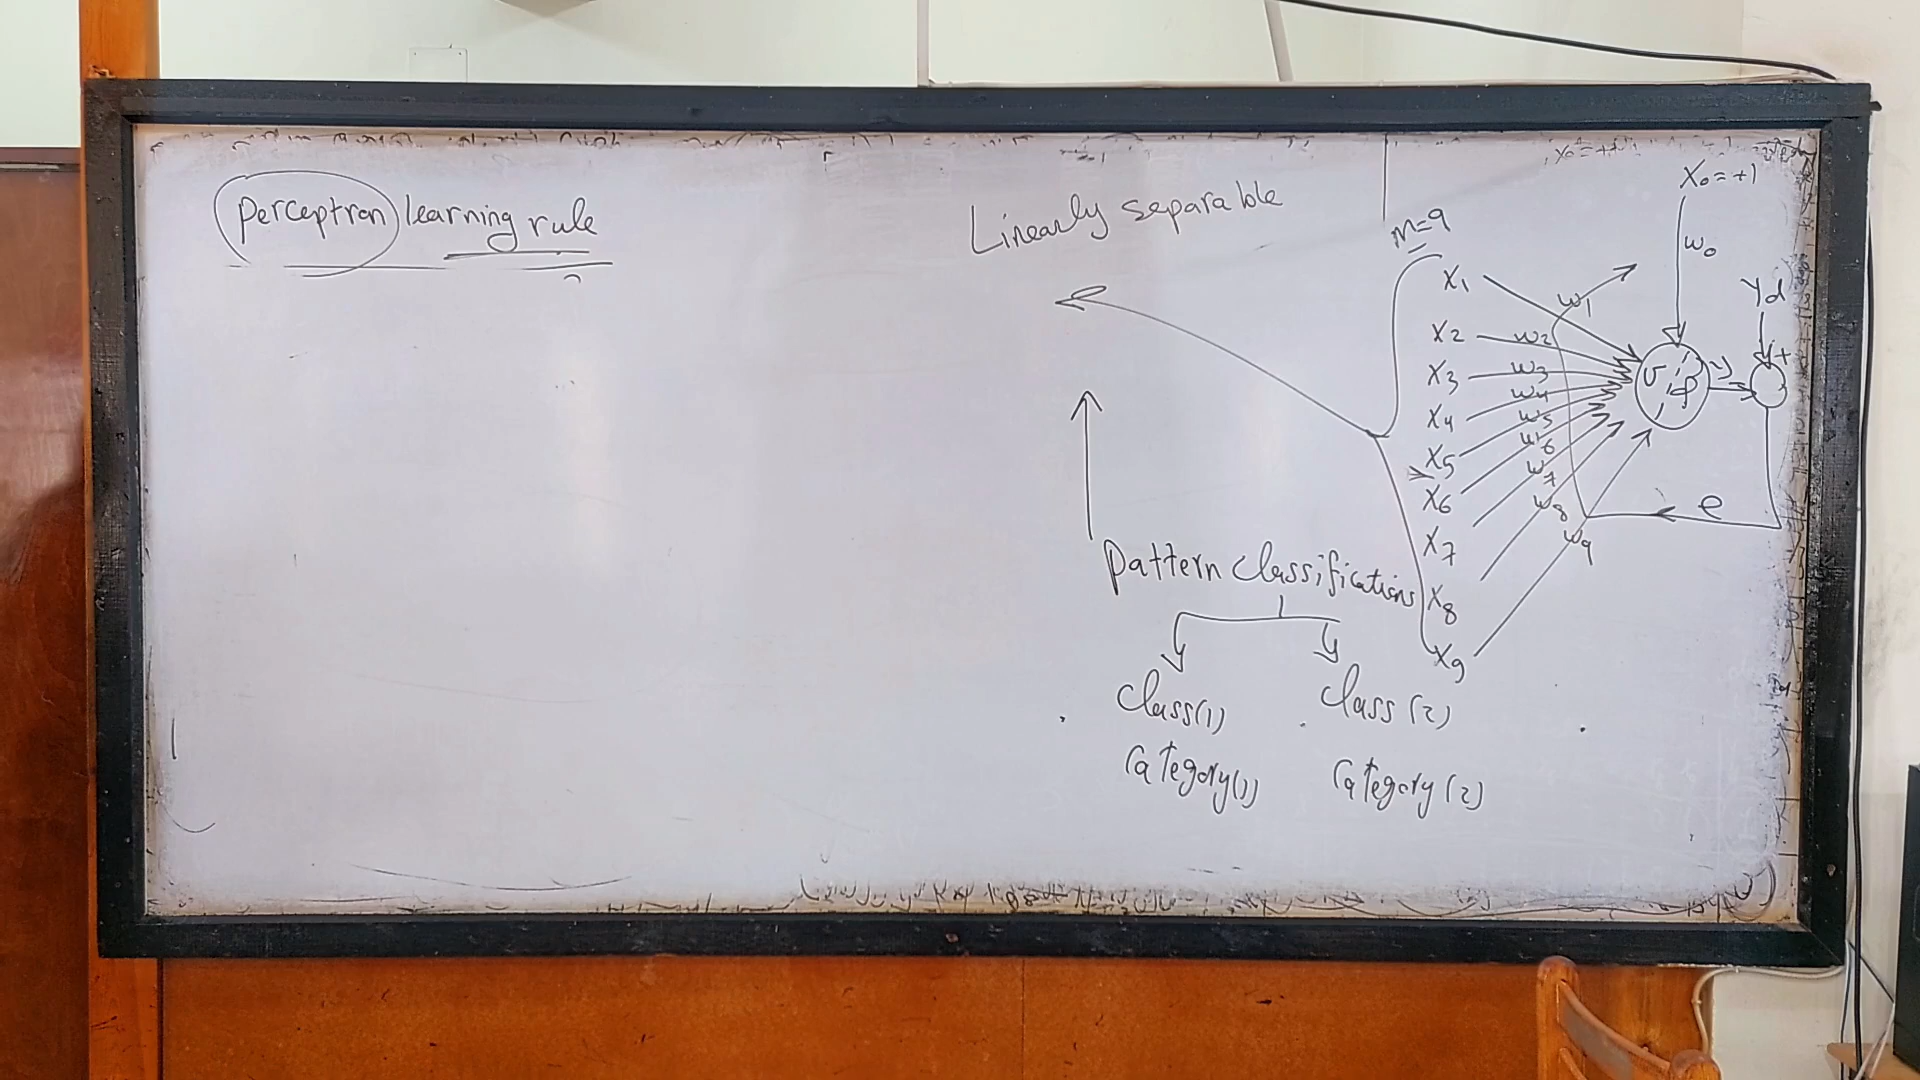 Perceptron learning rule
Linearly separable
m=9
x0=+1
w0
yd
+
x1
w1
x2
w2
x3
w3
x4
w4
x5
w5
x6
w6
x7
w7
x8
w8
x9
w9
v
φ
y
e
Pattern Classifications
Class(1)
Class (2)
Category(1)
Category (2)